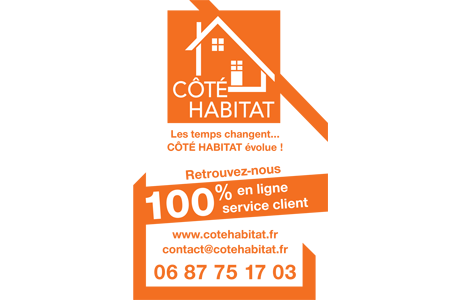 CÔTÉ
HABITAT
Les temps changent...
CÔTÉ HABITAT évolue !
Retrouvez-nous
100% en ligne
service client
www.cotehabitat.fr
contact@cotehabitat.fr
06 87 75 17 03